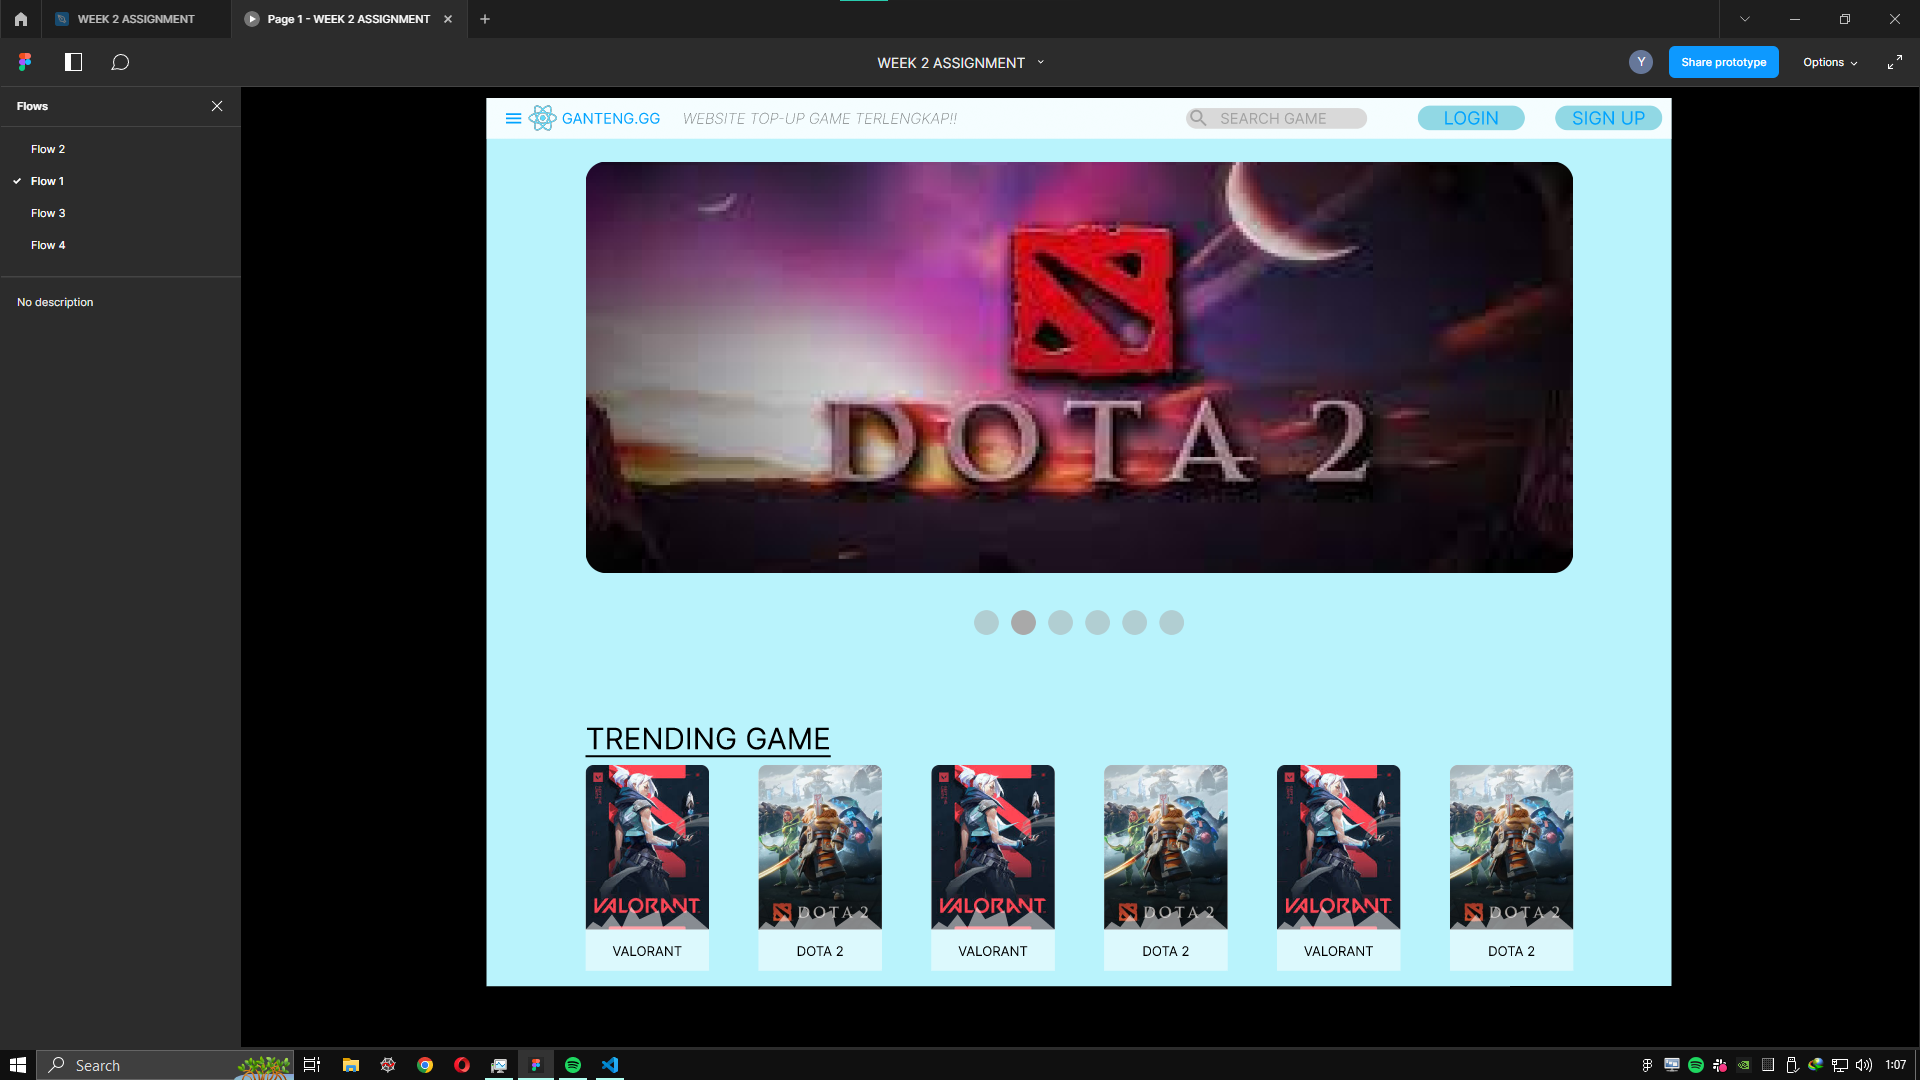 WEEK 2 ASSIGNMENT
Page 1 - WEEK 2 ASSIGNMENT
WEEK 2 ASSIGNMENT
Y
Share prototype
Options
Flows
Flow 2
Flow 1
Flow 3
Flow 4
No description
GANTENG.GG
WEBSITE TOP-UP GAME TERLENGKAP!!
SEARCH GAME
LOGIN
SIGN UP
DOTA 2
TRENDING GAME
VALORANT
DOTA 2
VALORANT
DOTA 2
VALORANT
DOTA 2
VALORANT
DOTA 2
VALORANT
DOTA 2
VALORANT
DOTA 2
Search
1:07